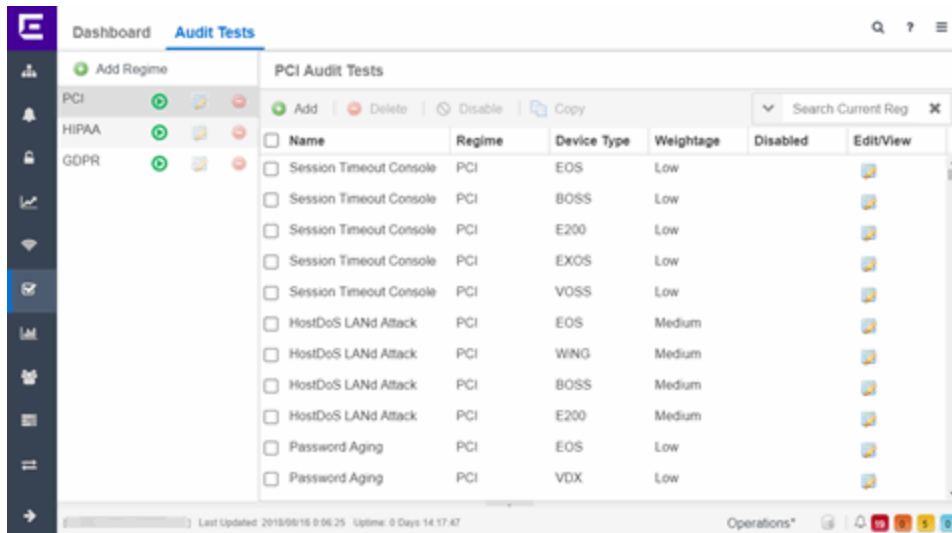 Dashboard Audit Tests ?
Add Regime
PCI
HIPAA
GDPR
PCI Audit Tests
Add Delete Disable Copy Search Current Reg
Name Regime Device Type Weightage Disabled Edit/View
Session Timeout Console PCI EOS Low
Session Timeout Console PCI BOSS Low
Session Timeout Console PCI E200 Low
Session Timeout Console PCI EXOS Low
Session Timeout Console PCI VOSS Low
HostDoS LANd Attack PCI EOS Medium
HostDoS LANd Attack PCI WiNG Medium
HostDoS LANd Attack PCI BOSS Medium
HostDoS LANd Attack PCI E200 Medium
Password Aging PCI EOS Low
Password Aging PCI VDX Low
Last Updated: 2018/08/16 0:06:25 Uptime: 0 Days 14:17:47 Operations* 19 0 5 0